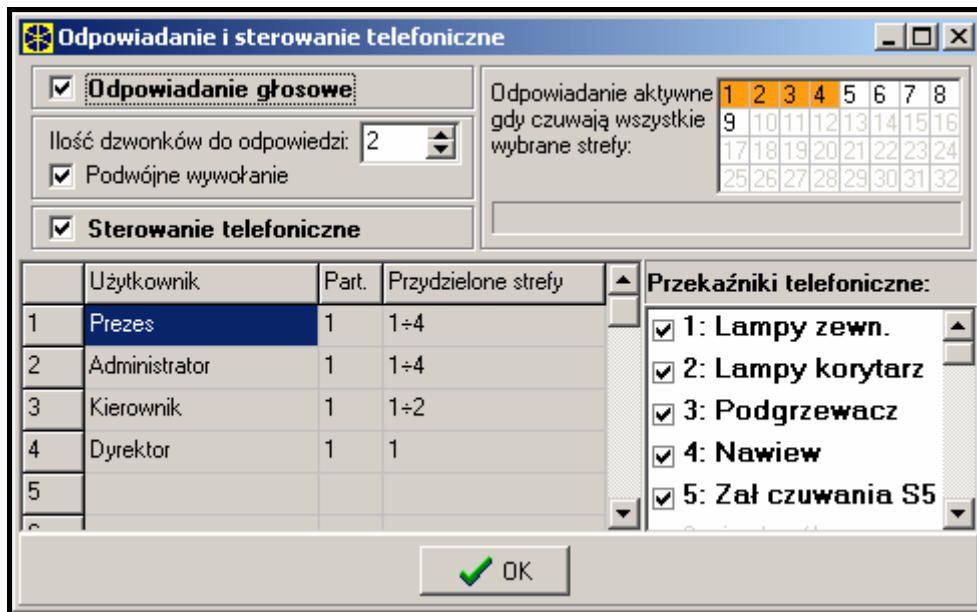 Odpowiadanie i sterowanie telefoniczne
Odpowiadanie głosowe
Ilość dzwonków do odpowiedzi: 2
Podwójne wywołanie
Sterowanie telefoniczne
Odpowiadanie aktywne
gdy czuwają wszystkie
wybrane strefy:
1 2 3 4 5 6 7 8
9 10 11 12 13 14 15 16
17 18 19 20 21 22 23 24
25 26 27 28 29 30 31 32
Użytkownik Part. Przydzielone strefy
1 Prezes 1 1÷4
2 Administrator 1 1÷4
3 Kierownik 1 1÷2
4 Dyrektor 1 1
5
Przekaźniki telefoniczne:
1: Lampy zewn.
2: Lampy korytarz
3: Podgrzewacz
4: Nawiew
5: Zał czuwania S5
OK